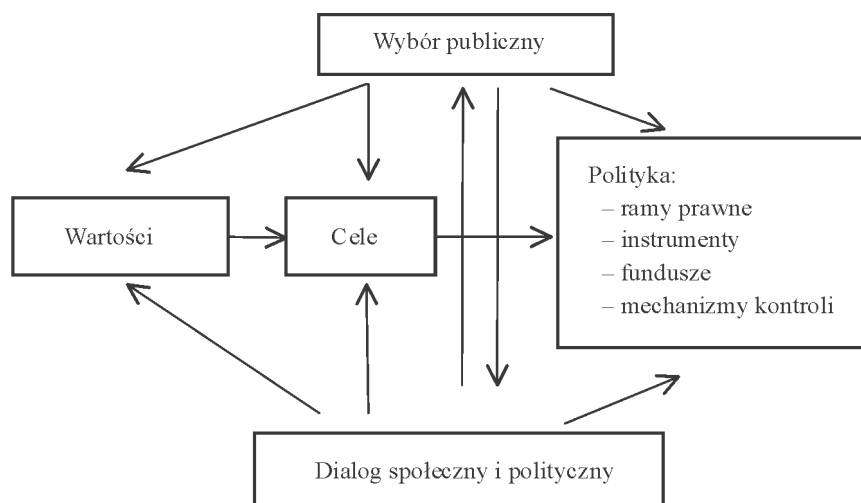 Wybór publiczny
Polityka:
– ramy prawne
– instrumenty
– fundusze
– mechanizmy kontroli
Wartości
Cele
Dialog społeczny i polityczny